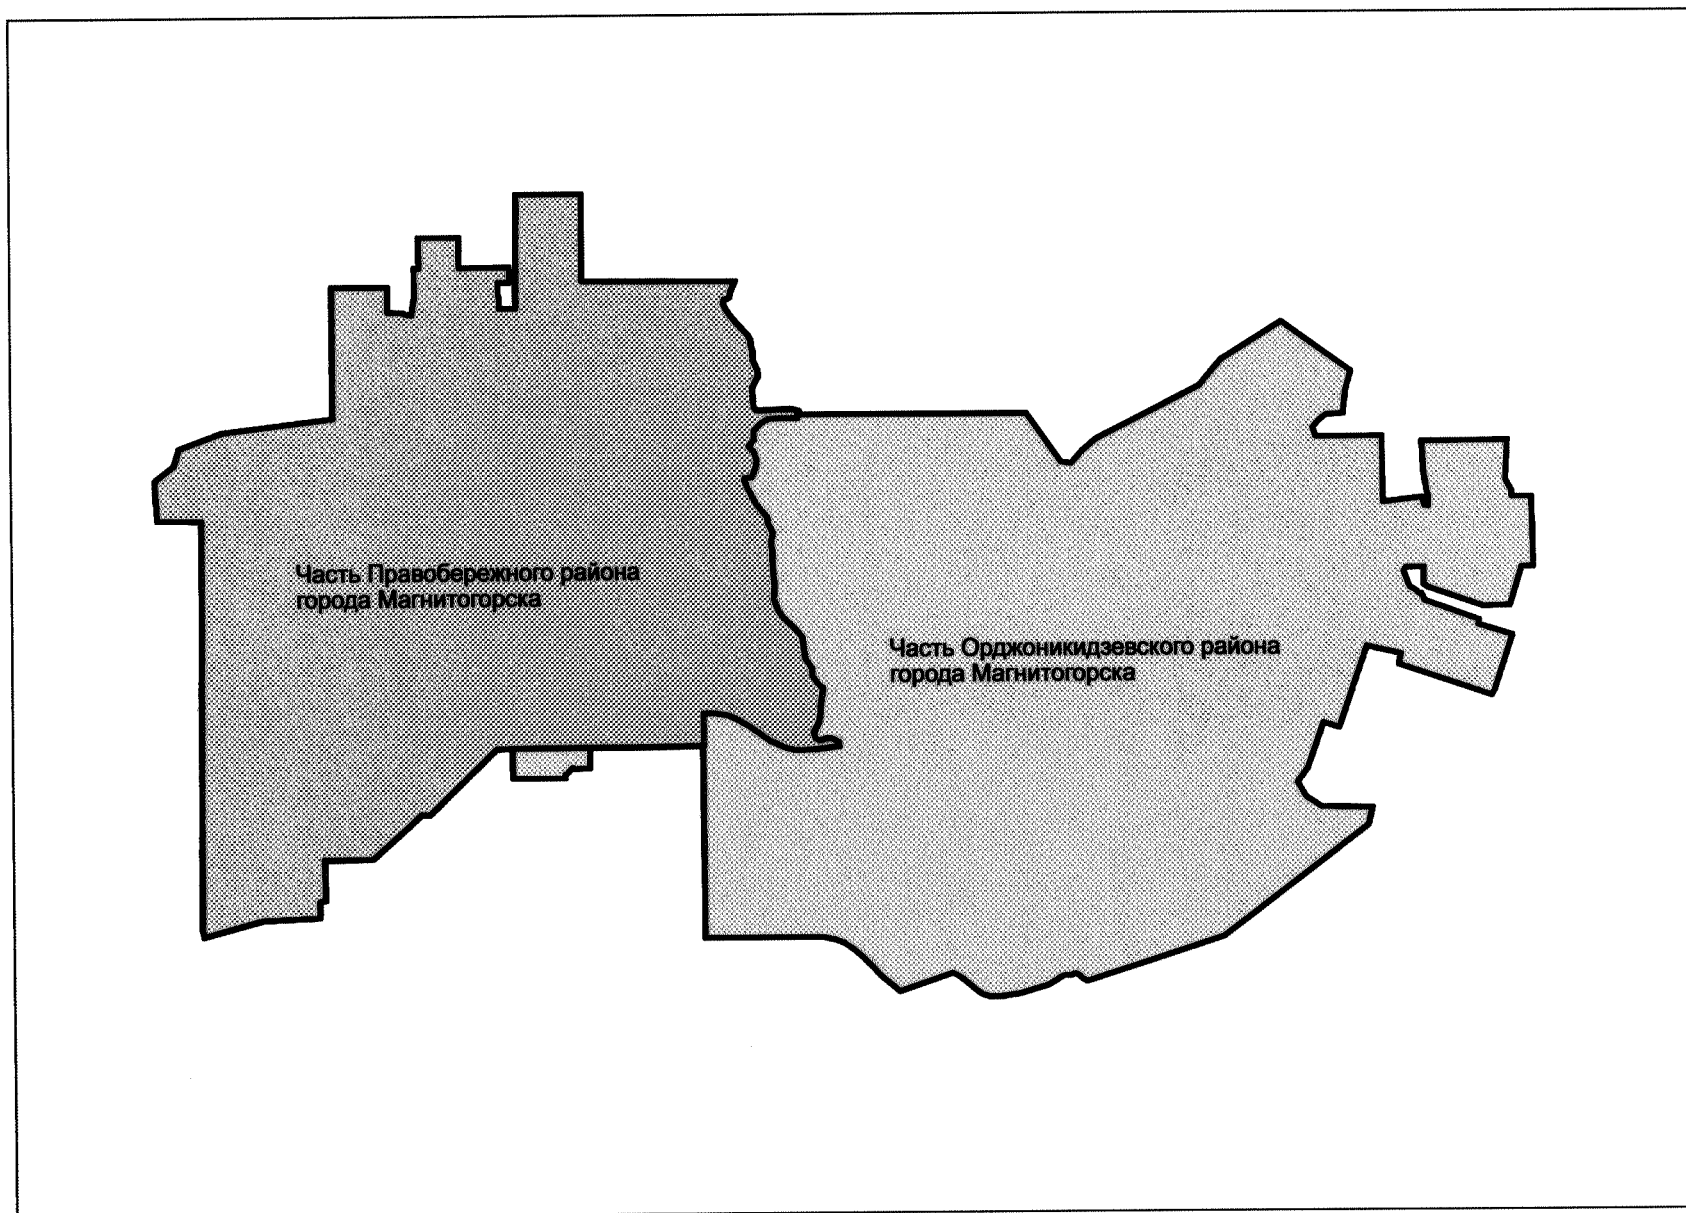 Часть Правобережного района
города Магнитогорска
Часть Орджоникидзевского района
города Магнитогорска